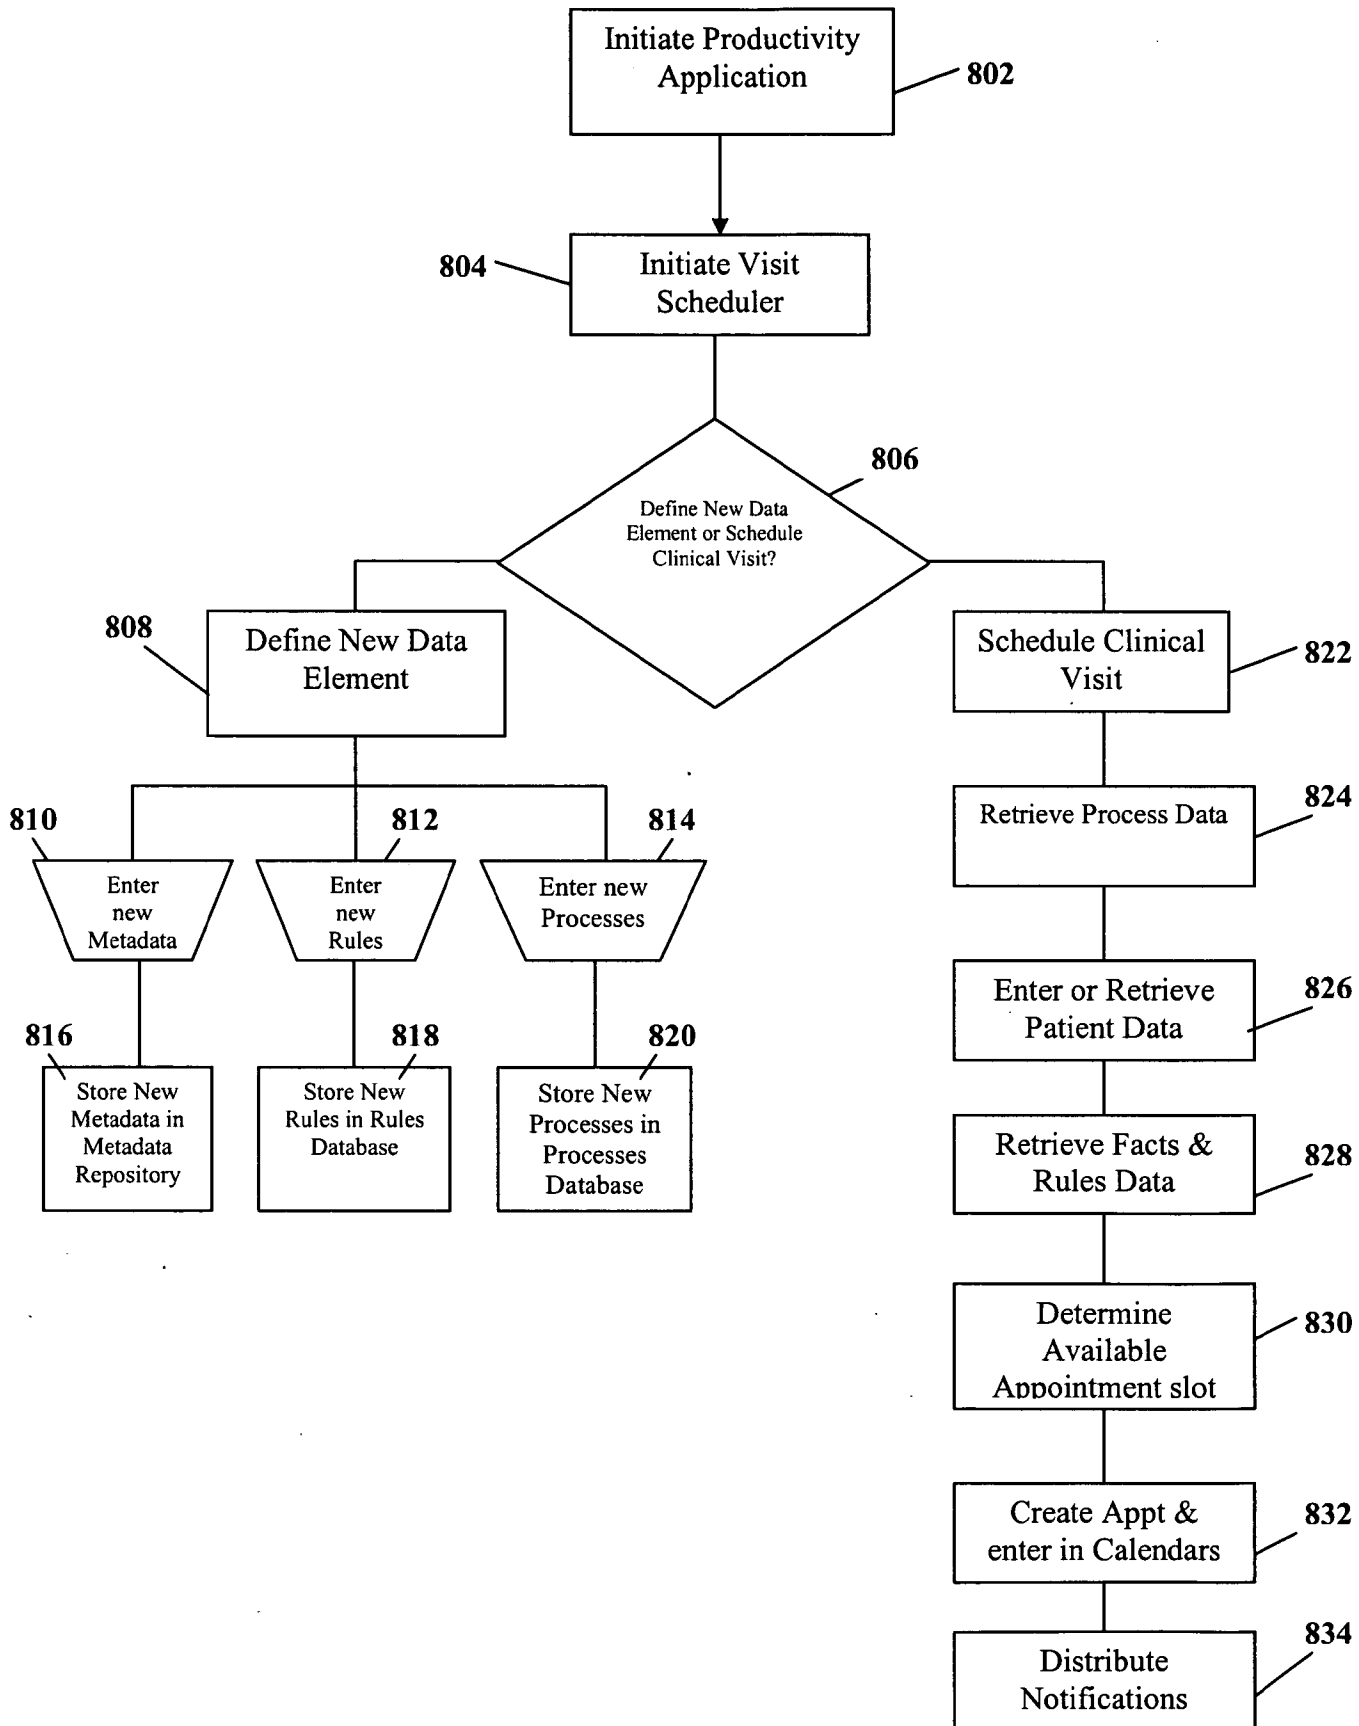 Initiate Productivity
Application
802
804
Initiate Visit
Scheduler
806
Define New Data
Element or Schedule
Clinical Visit?
808
Define New Data
Element
Schedule Clinical
Visit
822
810
812
814
Enter
new
Metadata
Enter
new
Rules
Enter new
Processes
816
818
820
Store New
Metadata in
Metadata
Repository
Store New
Rules in Rules
Database
Store New
Processes in
Processes
Database
Retrieve Process Data
824
Enter or Retrieve
Patient Data
826
Retrieve Facts &
Rules Data
828
Determine
Available
Appointment slot
830
Create Appt &
enter in Calendars
832
Distribute
Notifications
834